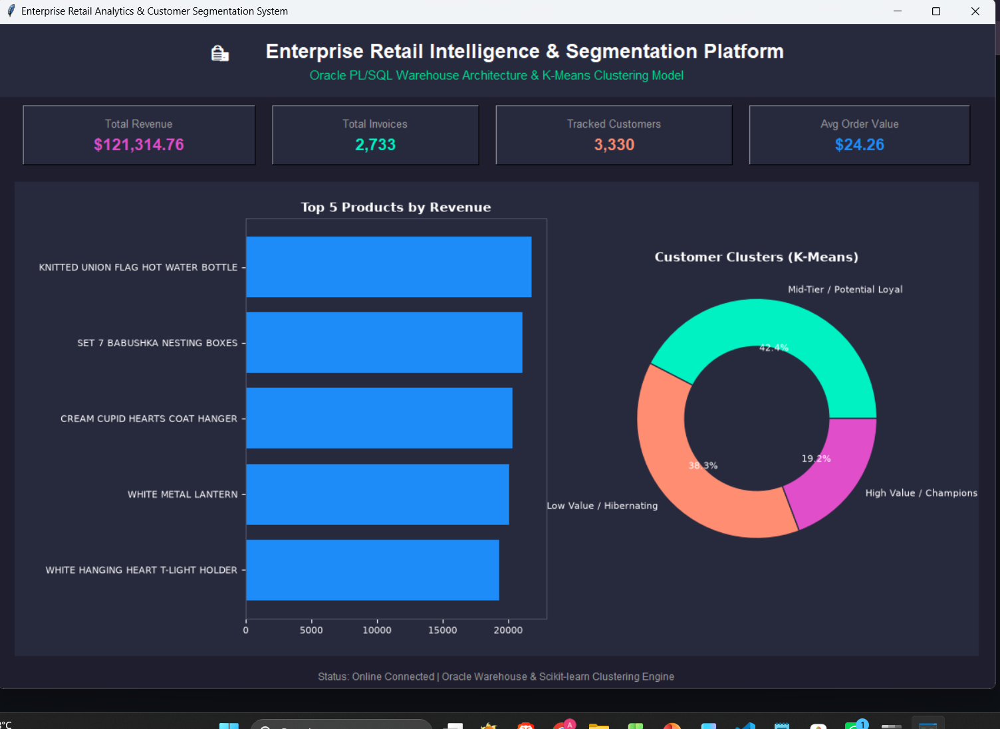 Enterprise Retail Analytics & Customer Segmentation System
Enterprise Retail Intelligence & Segmentation Platform
Oracle PL/SQL Warehouse Architecture & K-Means Clustering Model
Total Revenue
$121,314.76
Total Invoices
2,733
Tracked Customers
3,330
Avg Order Value
$24.26
Top 5 Products by Revenue
KNITTED UNION FLAG HOT WATER BOTTLE
SET 7 BABUSHKA NESTING BOXES
CREAM CUPID HEARTS COAT HANGER
WHITE METAL LANTERN
WHITE HANGING HEART T-LIGHT HOLDER
0 5000 10000 15000 20000
Customer Clusters (K-Means)
Mid-Tier / Potential Loyal
42.4%
38.3%
19.2%
High Value / Champions
Low Value / Hibernating
Status: Online Connected | Oracle Warehouse & Scikit-learn Clustering Engine
°C
A
1